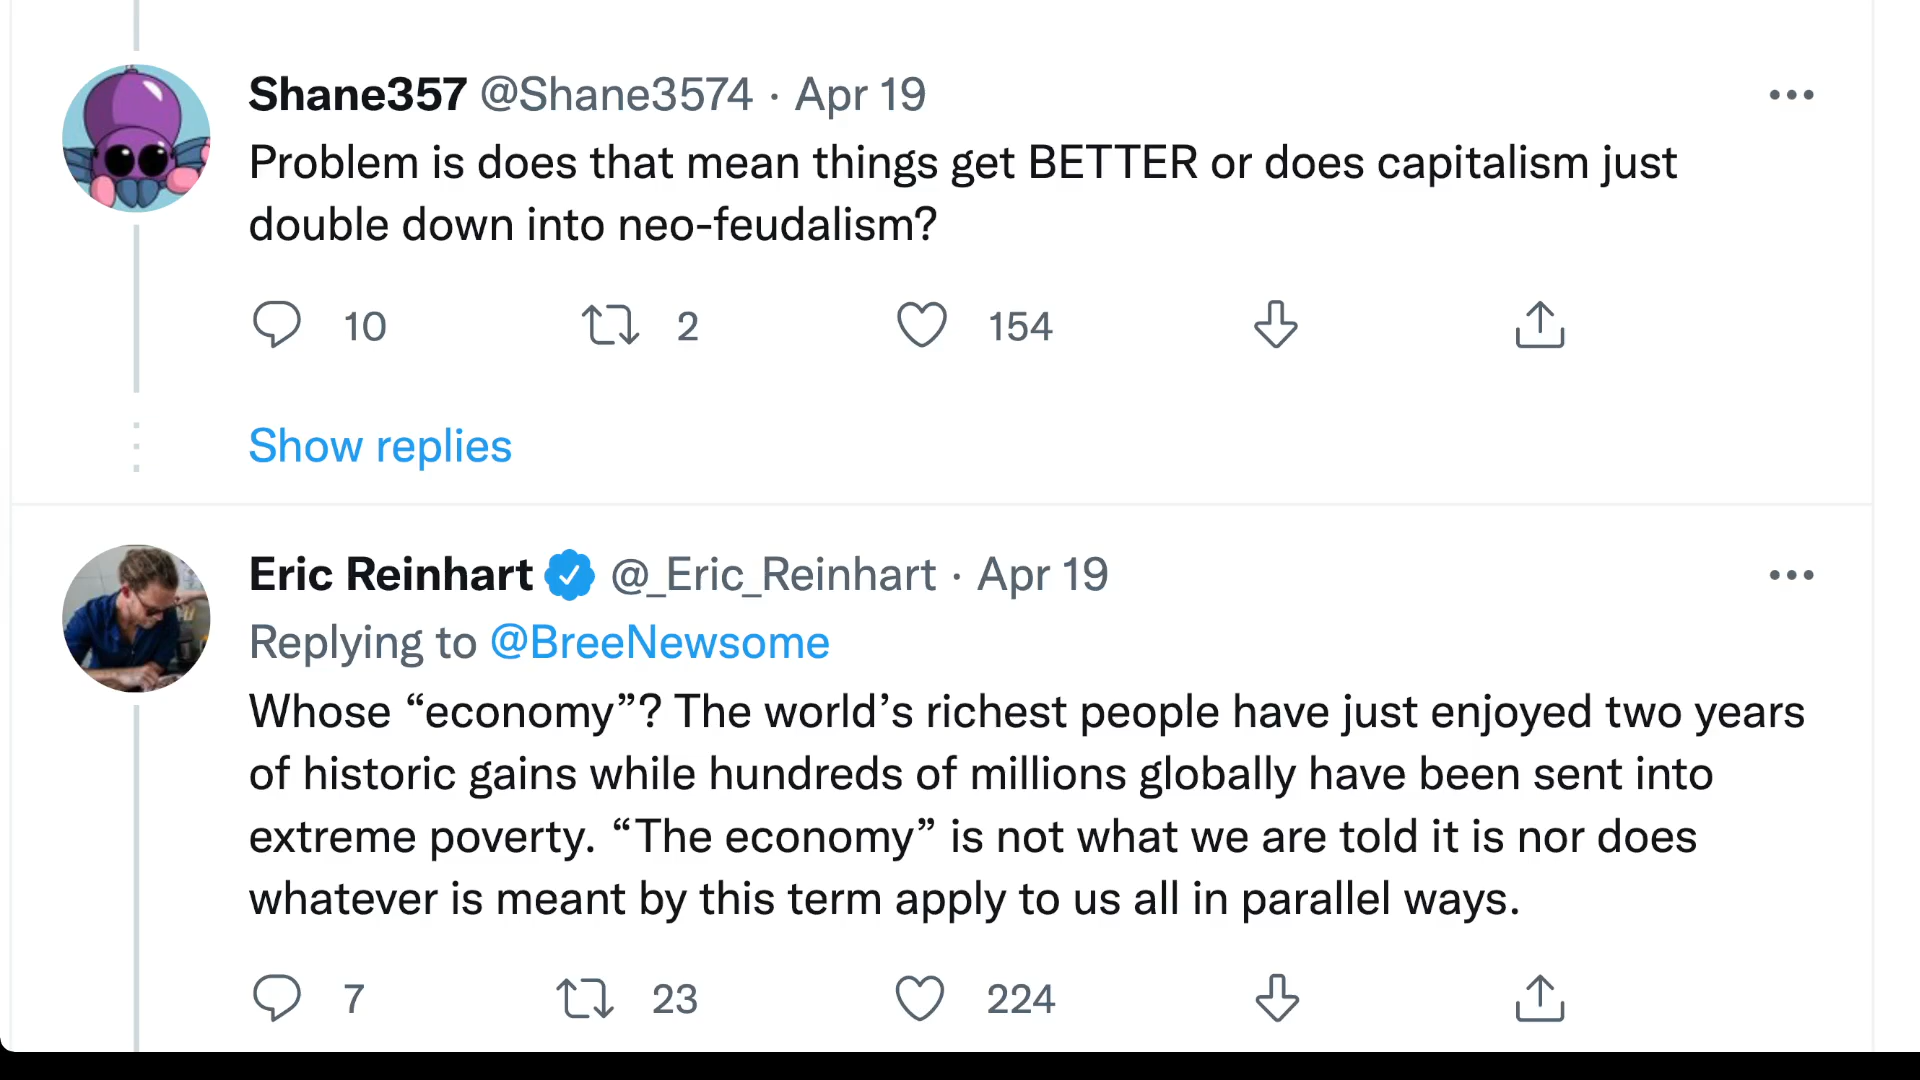 Shane357 @Shane3574 · Apr 19
Problem is does that mean things get BETTER or does capitalism just
double down into neo-feudalism?
10 2 154
Show replies
Eric Reinhart @_Eric_Reinhart · Apr 19
Replying to @BreeNewsome
Whose “economy”? The world’s richest people have just enjoyed two years
of historic gains while hundreds of millions globally have been sent into
extreme poverty. “The economy” is not what we are told it is nor does
whatever is meant by this term apply to us all in parallel ways.
7 23 224